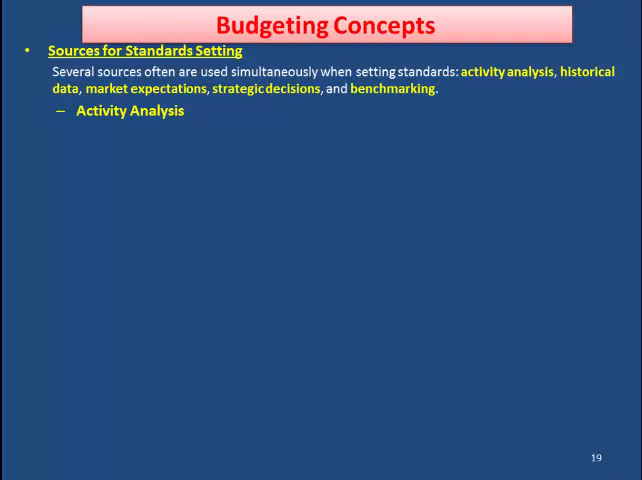 Budgeting Concepts
• Sources for Standards Setting
Several sources often are used simultaneously when setting standards: activity analysis, historical
data, market expectations, strategic decisions, and benchmarking.
– Activity Analysis
19